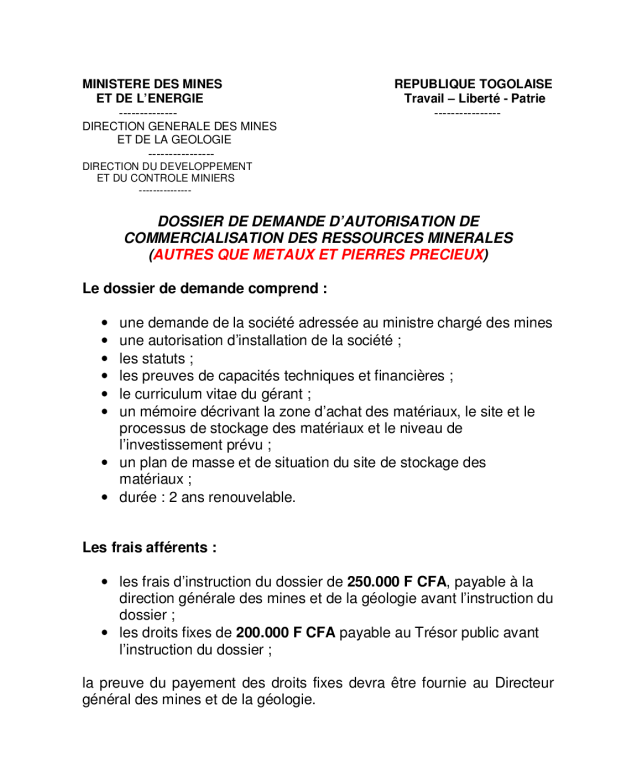 MINISTERE DES MINES REPUBLIQUE TOGOLAISE
ET DE L'ENERGIE Travail – Liberté - Patrie
-------------- ----------------
DIRECTION GENERALE DES MINES
ET DE LA GEOLOGIE
----------------
DIRECTION DU DEVELOPPEMENT
ET DU CONTROLE MINIERS
---------------
DOSSIER DE DEMANDE D'AUTORISATION DE
COMMERCIALISATION DES RESSOURCES MINERALES
(AUTRES QUE METAUX ET PIERRES PRECIEUX)
Le dossier de demande comprend :
• une demande de la société adressée au ministre chargé des mines
• une autorisation d'installation de la société ;
• les statuts ;
• les preuves de capacités techniques et financières ;
• le curriculum vitae du gérant ;
• un mémoire décrivant la zone d'achat des matériaux, le site et le
processus de stockage des matériaux et le niveau de
l'investissement prévu ;
• un plan de masse et de situation du site de stockage des
matériaux ;
• durée : 2 ans renouvelable.
Les frais afférents :
• les frais d'instruction du dossier de 250.000 F CFA, payable à la
direction générale des mines et de la géologie avant l'instruction du
dossier ;
• les droits fixes de 200.000 F CFA payable au Trésor public avant
l'instruction du dossier ;
la preuve du payement des droits fixes devra être fournie au Directeur
général des mines et de la géologie.